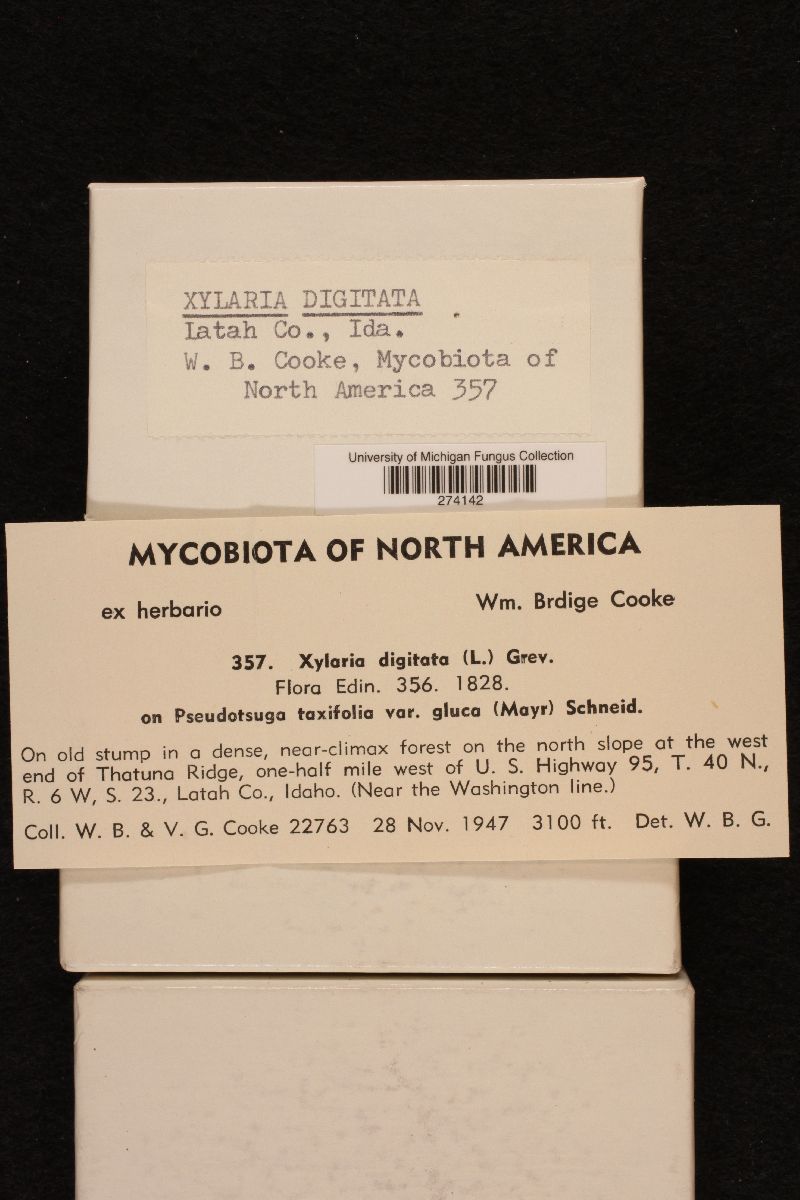 XYLARIA DIGITATA
Latah Co., Ida.
W. B. Cooke, Mycobiota of
North America 357
University of Michigan Fungus Collection
274142
MYCOBIOTA OF NORTH AMERICA
ex herbario Wm. Brdige Cooke
357. Xylaria digitata (L.) Grev.
Flora Edin. 356. 1828.
on Pseudotsuga taxifolia var. gluca (Mayr) Schneid.
On old stump in a dense, near-climax forest on the north slope at the west
end of Thatuna Ridge, one-half mile west of U. S. Highway 95, T. 40 N.,
R. 6 W, S. 23., Latah Co., Idaho. (Near the Washington line.)
Coll. W. B. & V. G. Cooke 22763 28 Nov. 1947 3100 ft. Det. W. B. G.